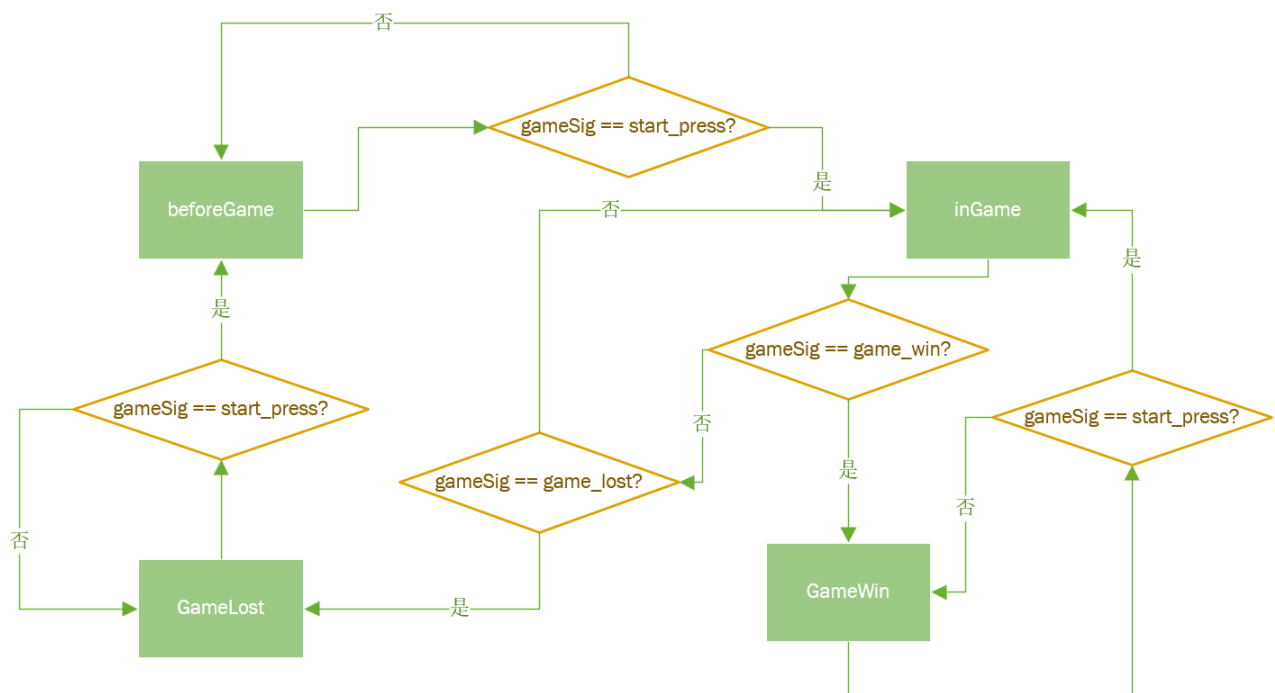 否
gameSig == start_press?
是
beforeGame
否
inGame
是
是
gameSig == game_win?
gameSig == start_press?
否
gameSig == start_press?
gameSig == game_lost?
是
否
否
GameWin
GameLost
是